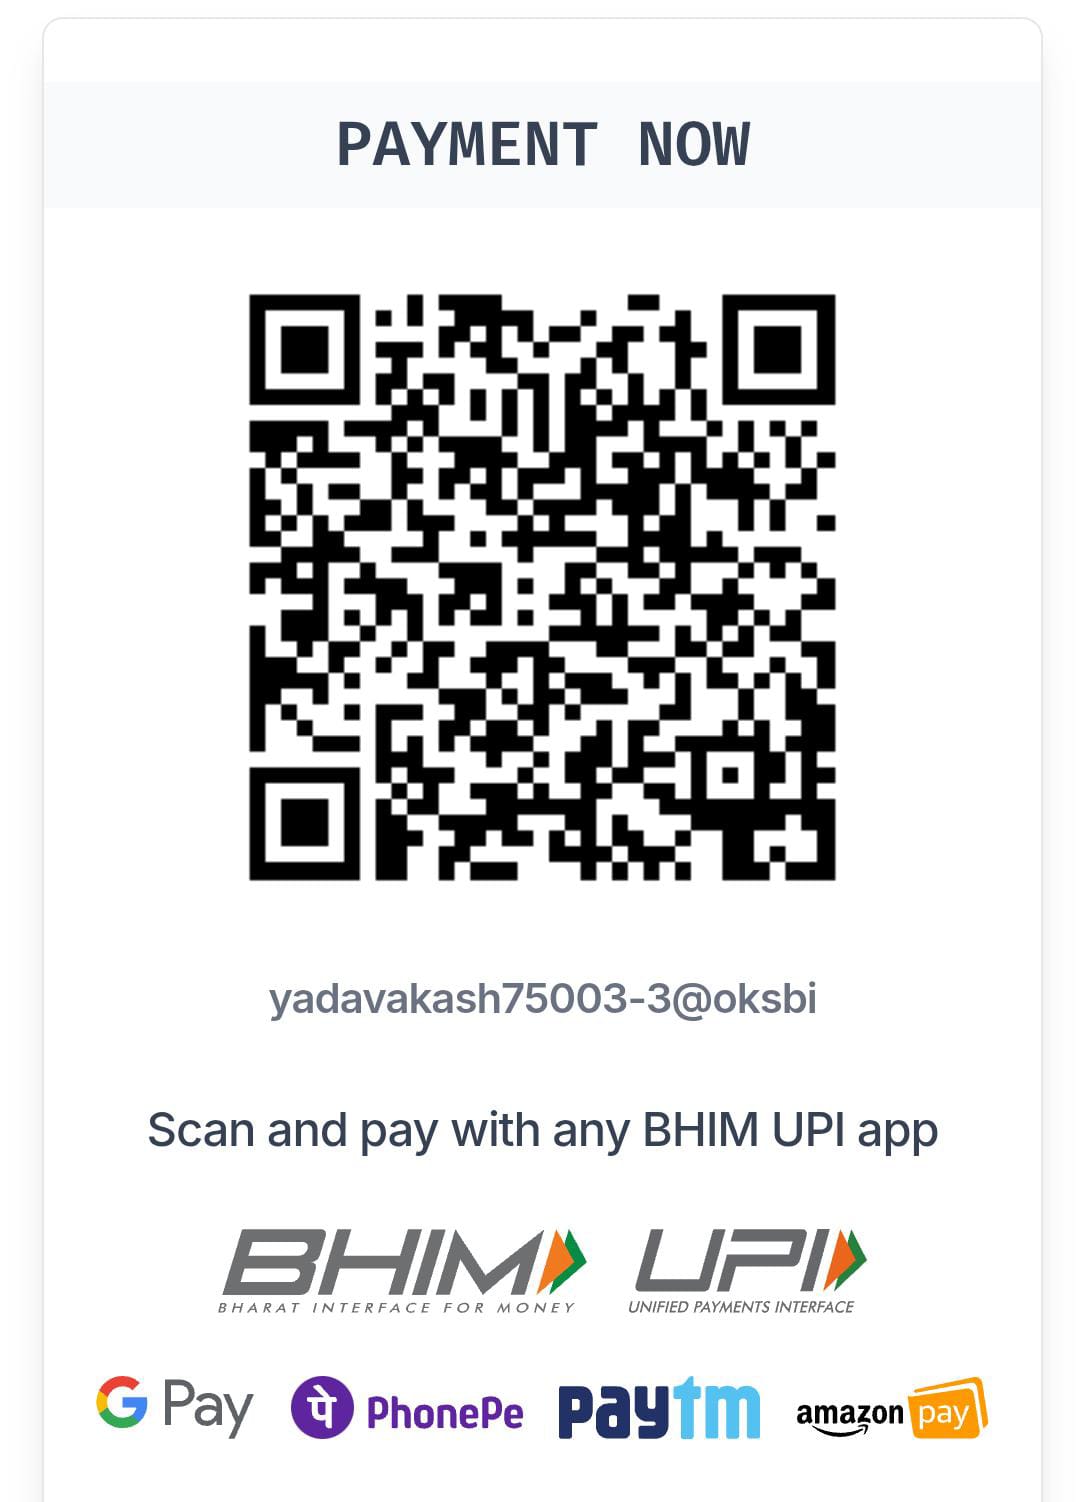 PAYMENT NOW
yadavakash75003-3@oksbi
Scan and pay with any BHIM UPI app
BHIM UPI
BHARAT INTERFACE FOR MONEY UNIFIED PAYMENTS INTERFACE
G Pay पे PhonePe paytm amazon pay